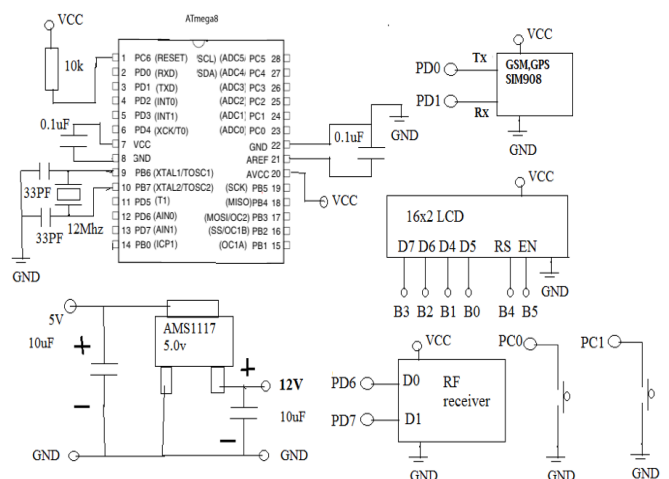 ATmega8
VCC
10k
1 PC6 (RESET) (SCL) (ADC5) PC5 28
2 PD0 (RXD) (SDA) (ADC4) PC4 27
3 PD1 (TXD) (ADC3) PC3 26
4 PD2 (INT0) (ADC2) PC2 25
5 PD3 (INT1) (ADC1) PC1 24
6 PD4 (XCK/T0) (ADC0) PC0 23
7 VCC GND 22
8 GND AREF 21
9 PB6 (XTAL1/TOSC1) AVCC 20
10 PB7 (XTAL2/TOSC2) (SCK) PB5 19
11 PD5 (T1) (MISO) PB4 18
12 PD6 (AIN0) (MOSI/OC2) PB3 17
13 PD7 (AIN1) (SS/OC1B) PB2 16
14 PB0 (ICP1) (OC1A) PB1 15
0.1uF
33PF
33PF
12Mhz
GND
0.1uF
GND
VCC
VCC
PD0 Tx
GSM,GPS
SIM908
PD1 Rx
GND
VCC
16x2 LCD
D7 D6 D4 D5 RS EN
GND
B3 B2 B1 B0 B4 B5
5V
AMS1117
5.0v
10uF
+
−
+
12V
10uF
−
GND GND
VCC
PD6 D0
RF
receiver
PD7 D1
GND
PC0
GND
PC1
GND